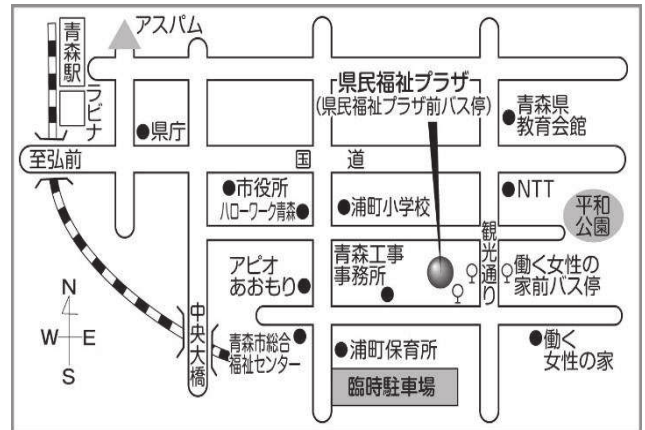 アスパム
青森駅
ラビナ
県庁
県民福祉プラザ
(県民福祉プラザ前バス停)
青森県
教育会館
至弘前
国道
市役所
ハローワーク青森
浦町小学校
NTT
平和
公園
観光通り
アピオ
あおもり
青森工事
事務所
働く女性の
家前バス停
N
W E
S
中央大橋
青森市総合
福祉センター
浦町保育所
働く
女性の家
臨時駐車場